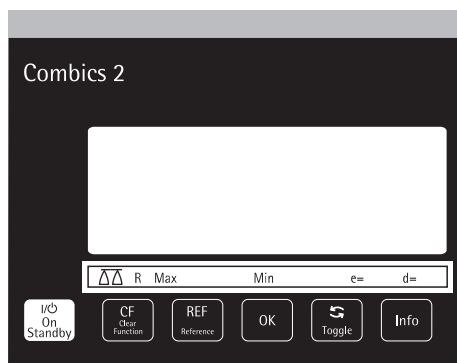 Combics 2
R Max Min e= d=
I/⏻ On Standby
CF Clear Function
REF Reference
OK
Toggle
Info